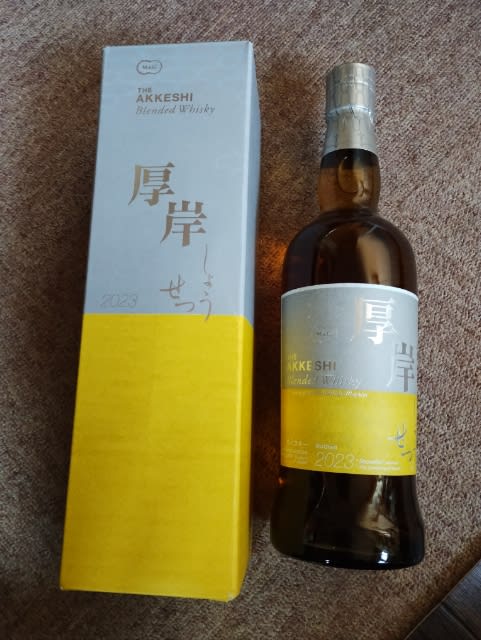 THE
AKKESHI
Blended Whisky
厚岸
しょう
せつ
2023
厚岸
THE
AKKESHI
Blended Whisky
せつ
Bottled
2023